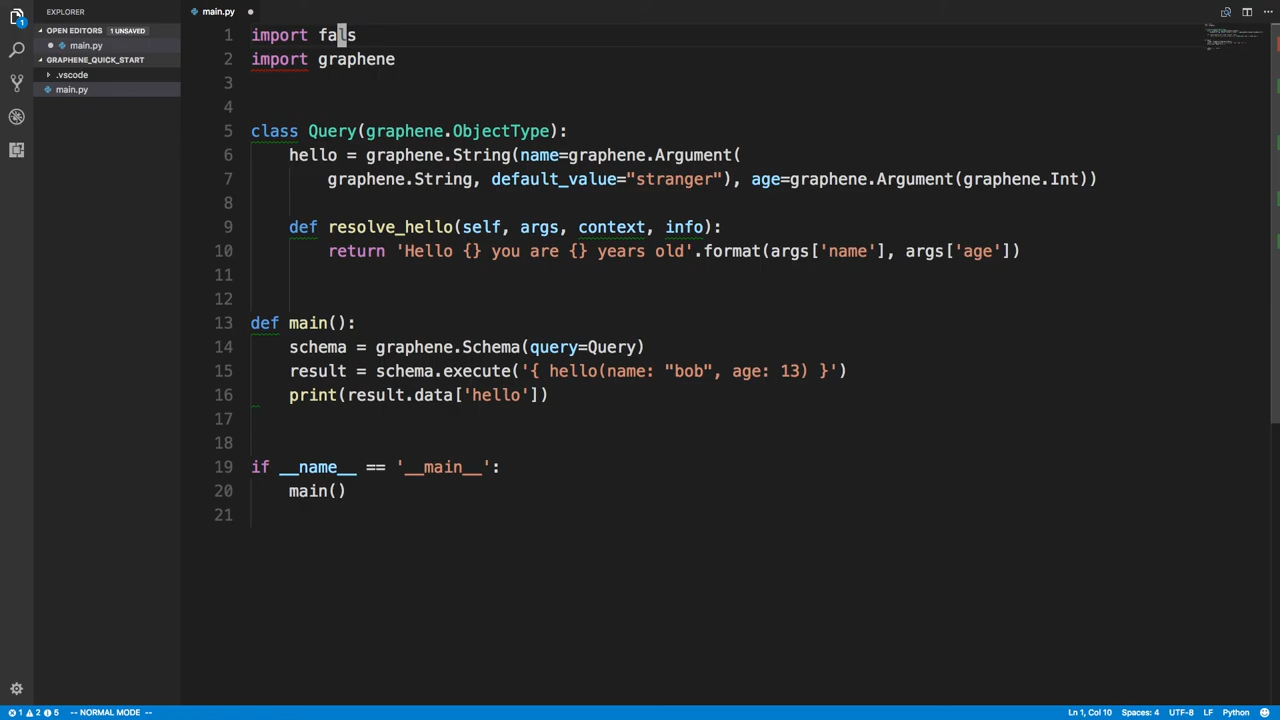 EXPLORER
main.py
1
OPEN EDITORS 1 UNSAVED
main.py
GRAPHENE_QUICK_START
.vscode
main.py
1 import fals
2 import graphene
3
4
5 class Query(graphene.ObjectType):
6 hello = graphene.String(name=graphene.Argument(
7 graphene.String, default_value="stranger"), age=graphene.Argument(graphene.Int))
8
9 def resolve_hello(self, args, context, info):
10 return 'Hello {} you are {} years old'.format(args['name'], args['age'])
11
12
13 def main():
14 schema = graphene.Schema(query=Query)
15 result = schema.execute('{ hello(name: "bob", age: 13) }')
16 print(result.data['hello'])
17
18
19 if __name__ == '__main__':
20 main()
21
1 2 5 -- NORMAL MODE -- Ln 1, Col 10 Spaces: 4 UTF-8 LF Python